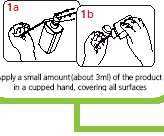 1a
1b
Apply a small amount(about 3ml) of the product
in a cupped hand, covering all surfaces